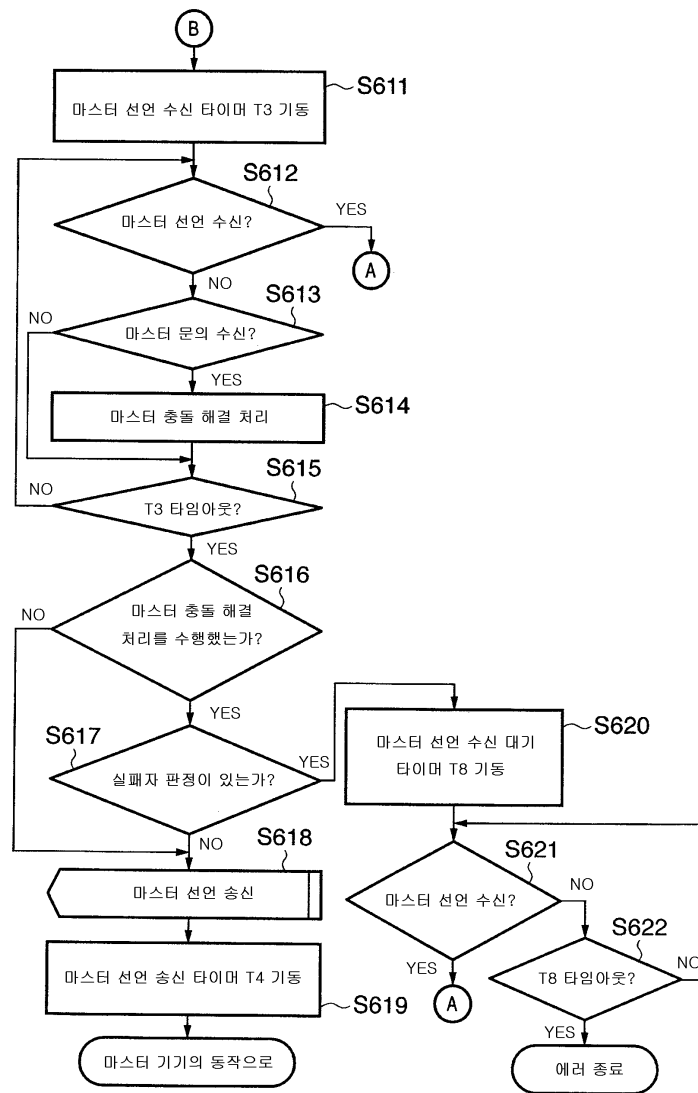 B
마스터 선언 수신 타이머 T3 기동
S611
마스터 선언 수신?
S612
YES
A
NO
마스터 문의 수신?
S613
NO
YES
마스터 충돌 해결 처리
S614
T3 타임아웃?
S615
NO
YES
마스터 충돌 해결
처리를 수행했는가?
S616
NO
YES
실패자 판정이 있는가?
S617
YES
NO
마스터 선언 송신
S618
마스터 선언 송신 타이머 T4 기동
S619
마스터 기기의 동작으로
마스터 선언 수신 대기
타이머 T8 기동
S620
마스터 선언 수신?
S621
NO
YES
A
T8 타임아웃?
S622
NO
YES
에러 종료